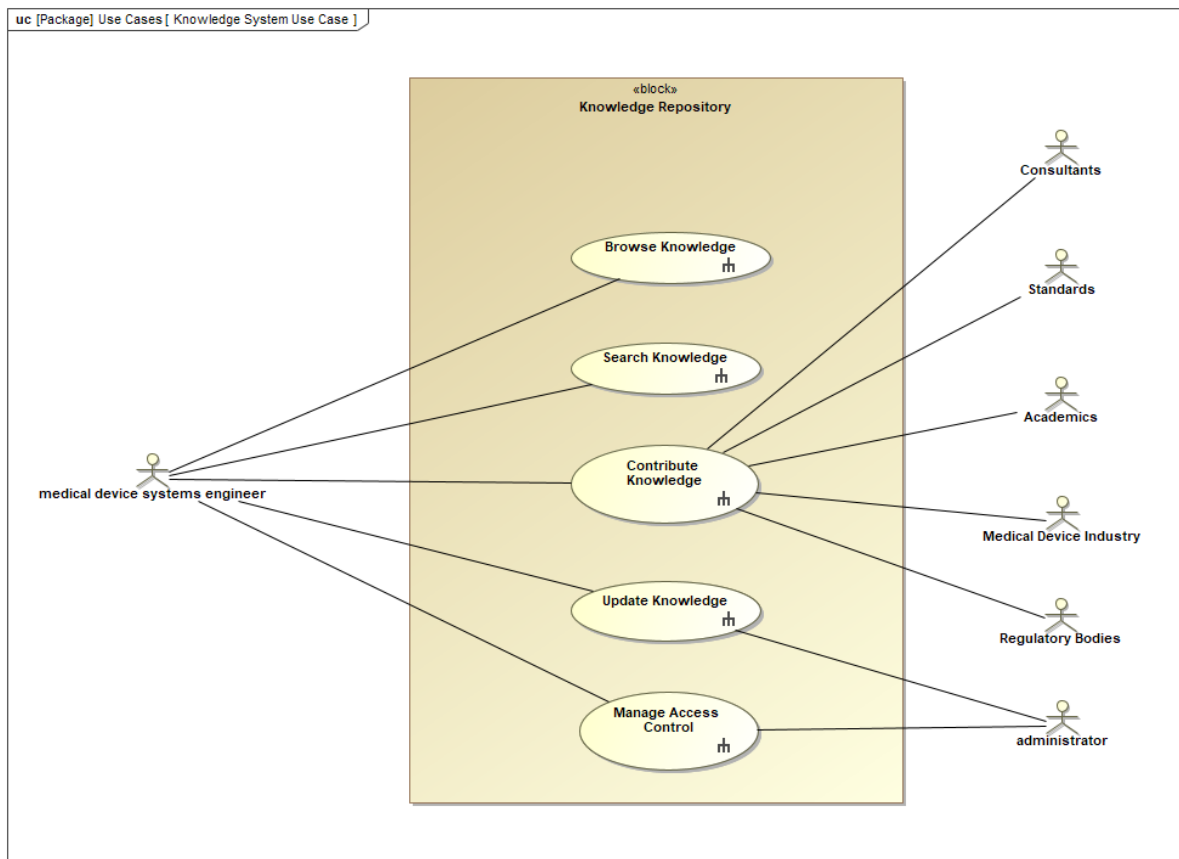 uc [Package] Use Cases [ Knowledge System Use Case ]
«block»
Knowledge Repository
Consultants
Browse Knowledge
Standards
Search Knowledge
Academics
Contribute
Knowledge
medical device systems engineer
Medical Device Industry
Update Knowledge
Regulatory Bodies
Manage Access
Control
administrator